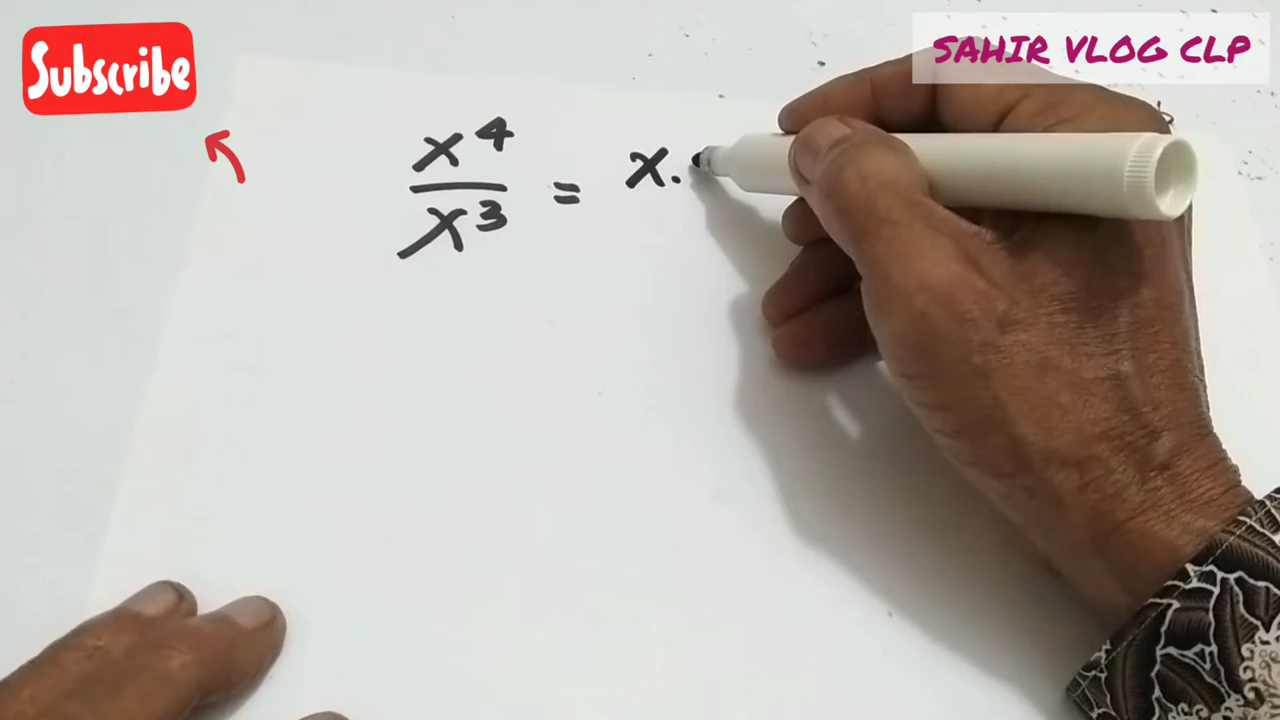 Subscribe
SAHIR VLOG CLP
x⁴
x³
= x.